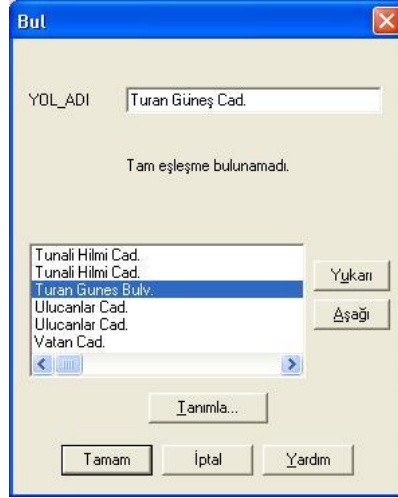 Bul
YOL_ADI Turan Güneş Cad.
Tam eşleşme bulunamadı.
Tunali Hilmi Cad.
Tunali Hilmi Cad.
Turan Gunes Bulv.
Ulucanlar Cad.
Ulucanlar Cad.
Vatan Cad.
Yukarı
Aşağı
Tanımla...
Tamam İptal Yardım